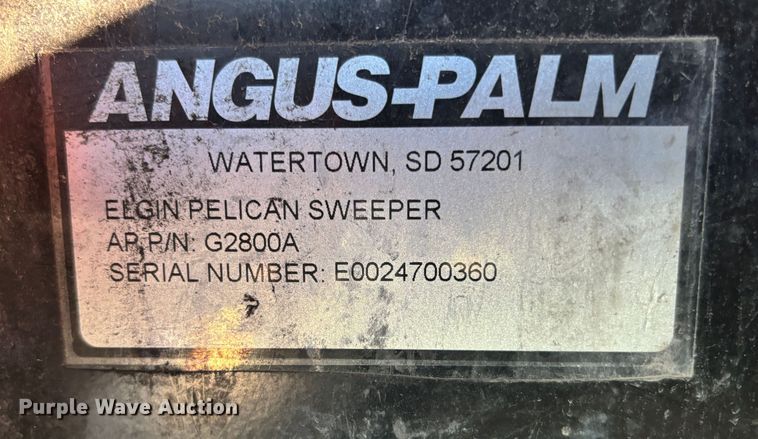 ANGUS-PALM
WATERTOWN, SD 57201
ELGIN PELICAN SWEEPER
AP P/N: G2800A
SERIAL NUMBER: E0024700360
Purple Wave Auction